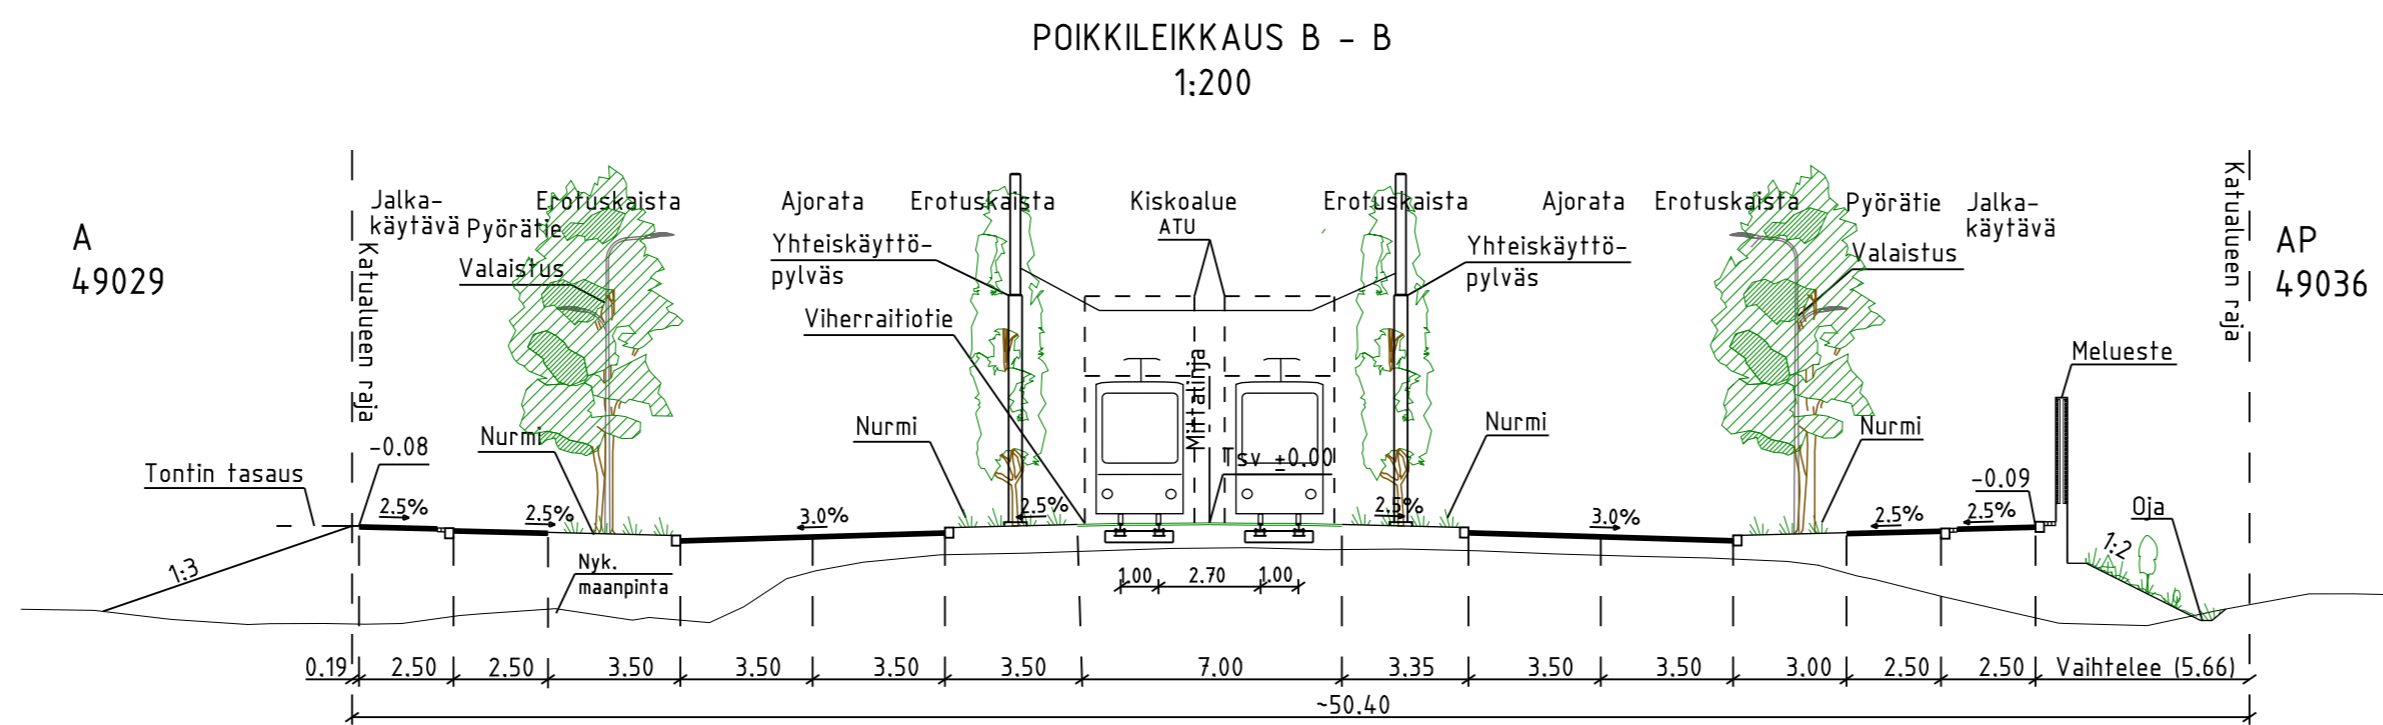 POIKKILEIKKAUS B - B
1:200
A
49029
Katualueen raja
Jalka-
käytävä
Pyörätie
Erotuskaista
Ajorata
Erotuskaista
Kiskoalue
ATU
Erotuskaista
Ajorata
Erotuskaista
Pyörätie
Jalka-
käytävä
Katualueen raja
AP
49036
Valaistus
Yhteiskäyttö-
pylväs
Yhteiskäyttö-
pylväs
Valaistus
Viherraitiotie
Mittalinja
Melueste
Tontin tasaus
-0.08
Nurmi
Nurmi
Tsv ±0.00
Nurmi
Nurmi
-0.09
Oja
2.5%
2.5%
3.0%
2.5%
2.5%
3.0%
2.5%
2.5%
1:3
Nyk.
maanpinta
1.00
2.70
1.00
1:2
0.19
2.50
2.50
3.50
3.50
3.50
3.50
7.00
3.35
3.50
3.50
3.00
2.50
2.50
Vaihtelee (5.66)
~50.40